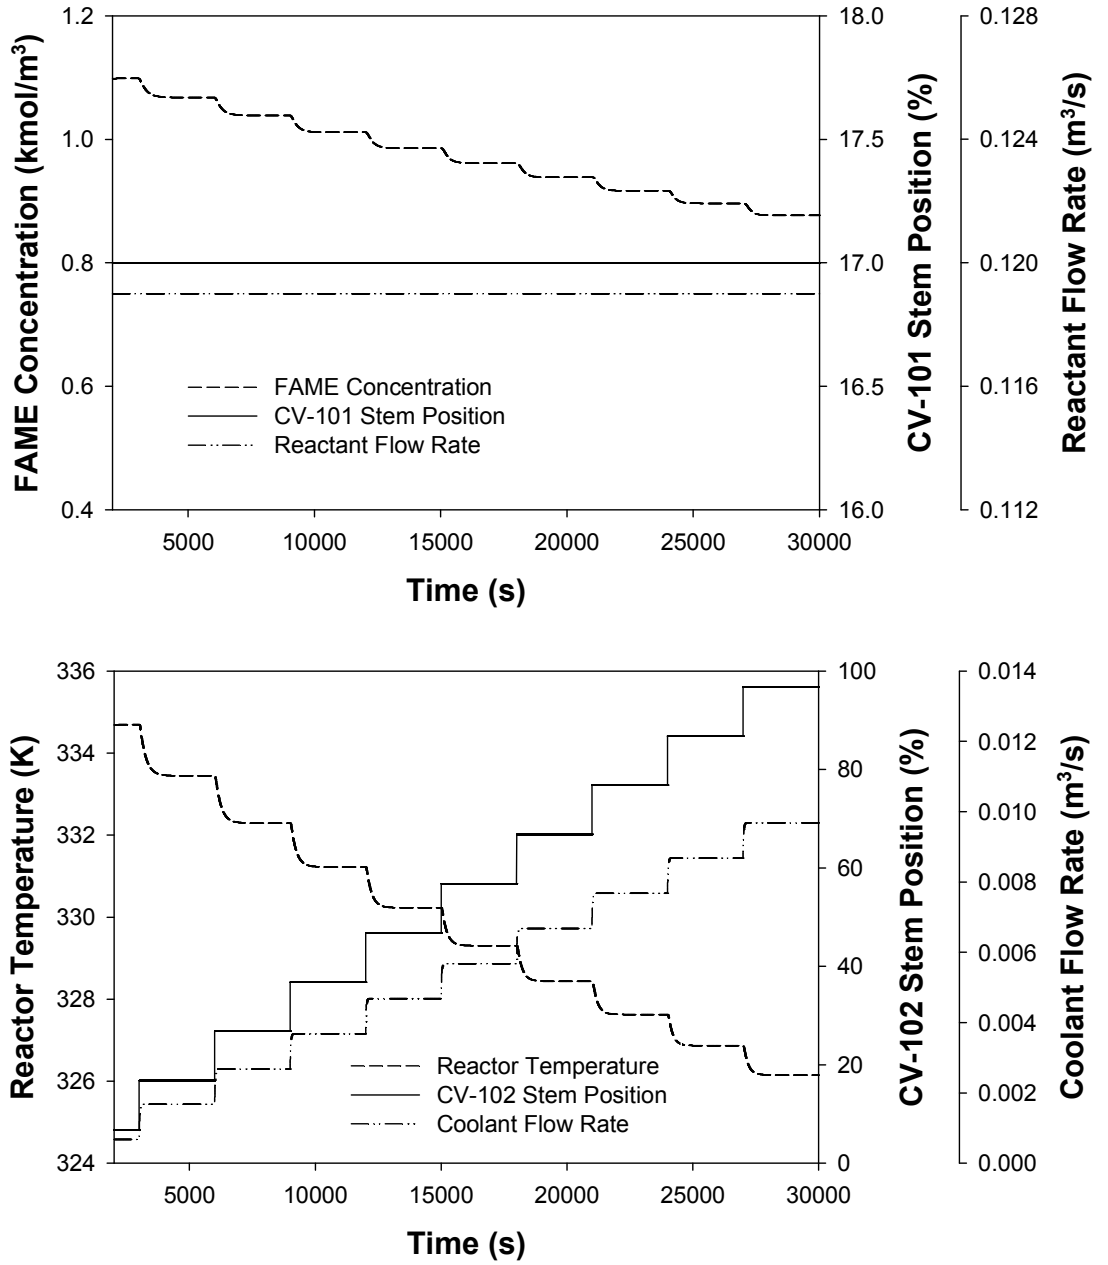 FAME Concentration (kmol/m³)
1.2
1.0
0.8
0.6
0.4
18.0
17.5
17.0
16.5
16.0
CV-101 Stem Position (%)
0.128
0.124
0.120
0.116
0.112
Reactant Flow Rate (m³/s)
FAME Concentration
CV-101 Stem Position
Reactant Flow Rate
5000 10000 15000 20000 25000 30000
Time (s)
Reactor Temperature (K)
336
334
332
330
328
326
324
100
80
60
40
20
0
CV-102 Stem Position (%)
0.014
0.012
0.010
0.008
0.006
0.004
0.002
0.000
Coolant Flow Rate (m³/s)
Reactor Temperature
CV-102 Stem Position
Coolant Flow Rate
5000 10000 15000 20000 25000 30000
Time (s)